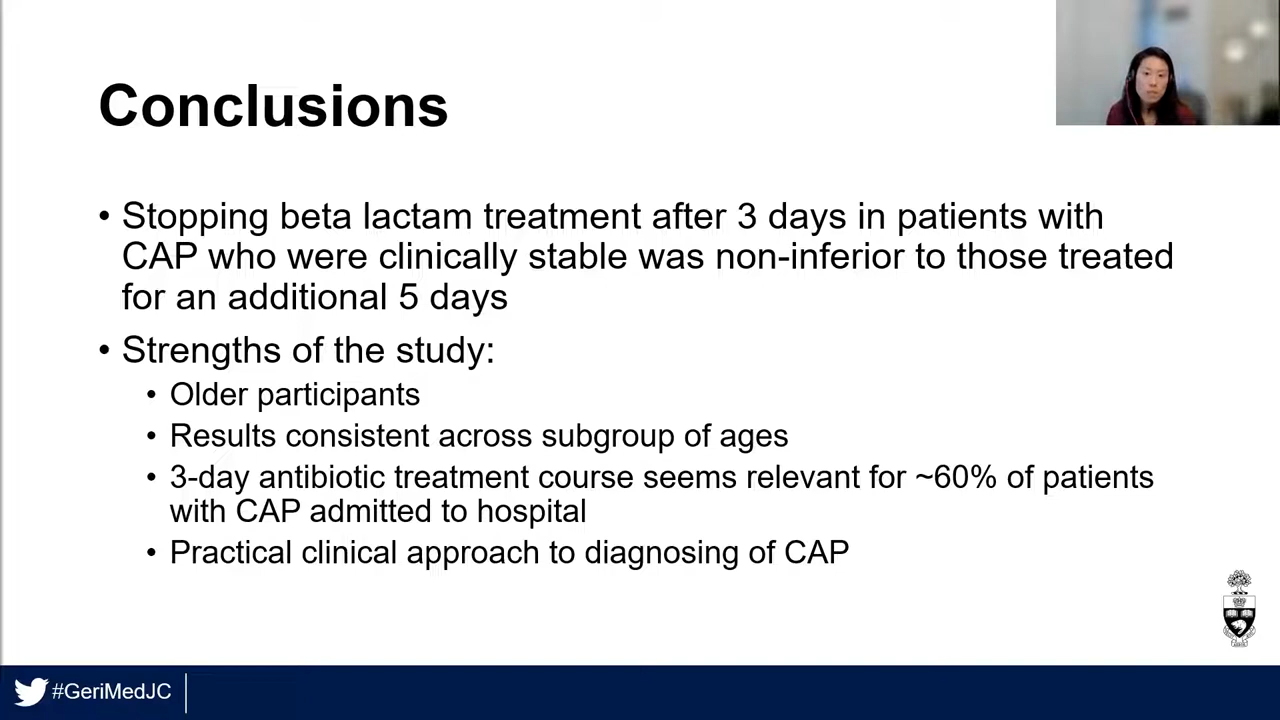 Conclusions
• Stopping beta lactam treatment after 3 days in patients with
CAP who were clinically stable was non-inferior to those treated
for an additional 5 days
• Strengths of the study:
• Older participants
• Results consistent across subgroup of ages
• 3-day antibiotic treatment course seems relevant for ~60% of patients
with CAP admitted to hospital
• Practical clinical approach to diagnosing of CAP
#GeriMedJC